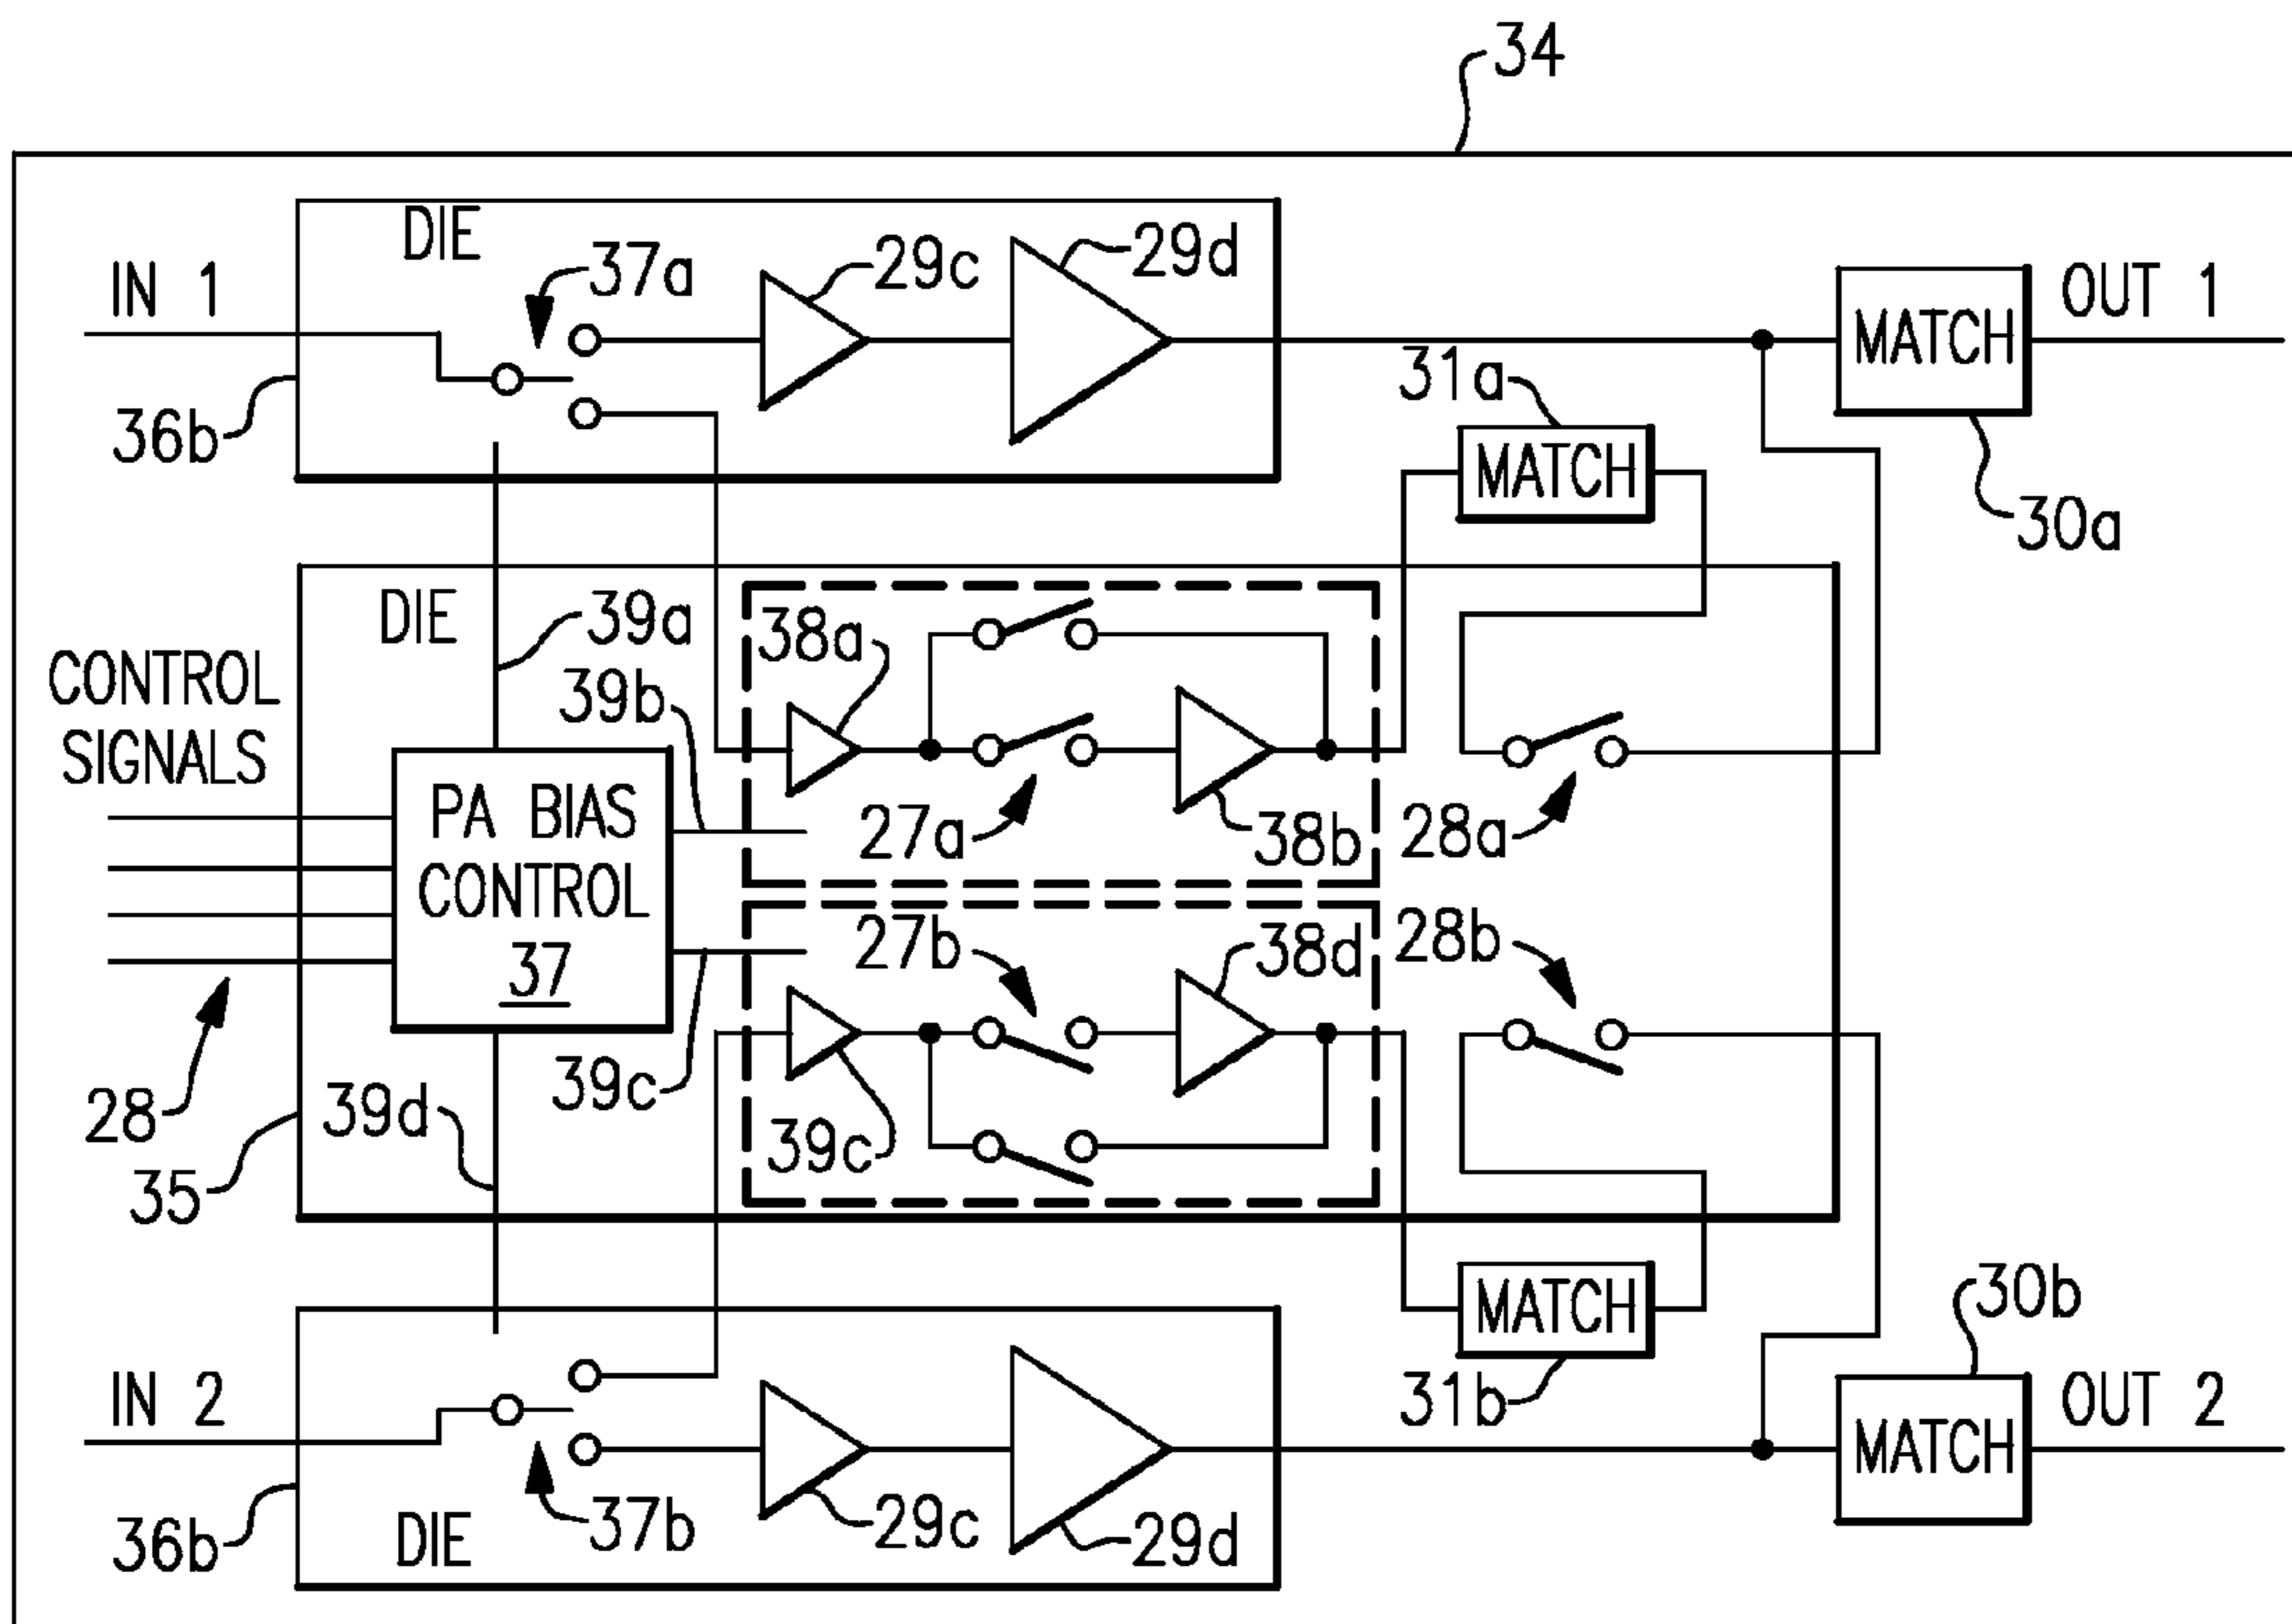 34
DIE
IN 1
37a
29c
29d
OUT 1
MATCH
31a
36b
MATCH
30a
DIE
39a
38a
CONTROL
SIGNALS
39b
PA BIAS
CONTROL
37
27a
38b
28a
27b
38d
28b
28
39d
39c
39c
35
MATCH
30b
IN 2
31b
OUT 2
MATCH
36b
DIE
37b
29c
29d